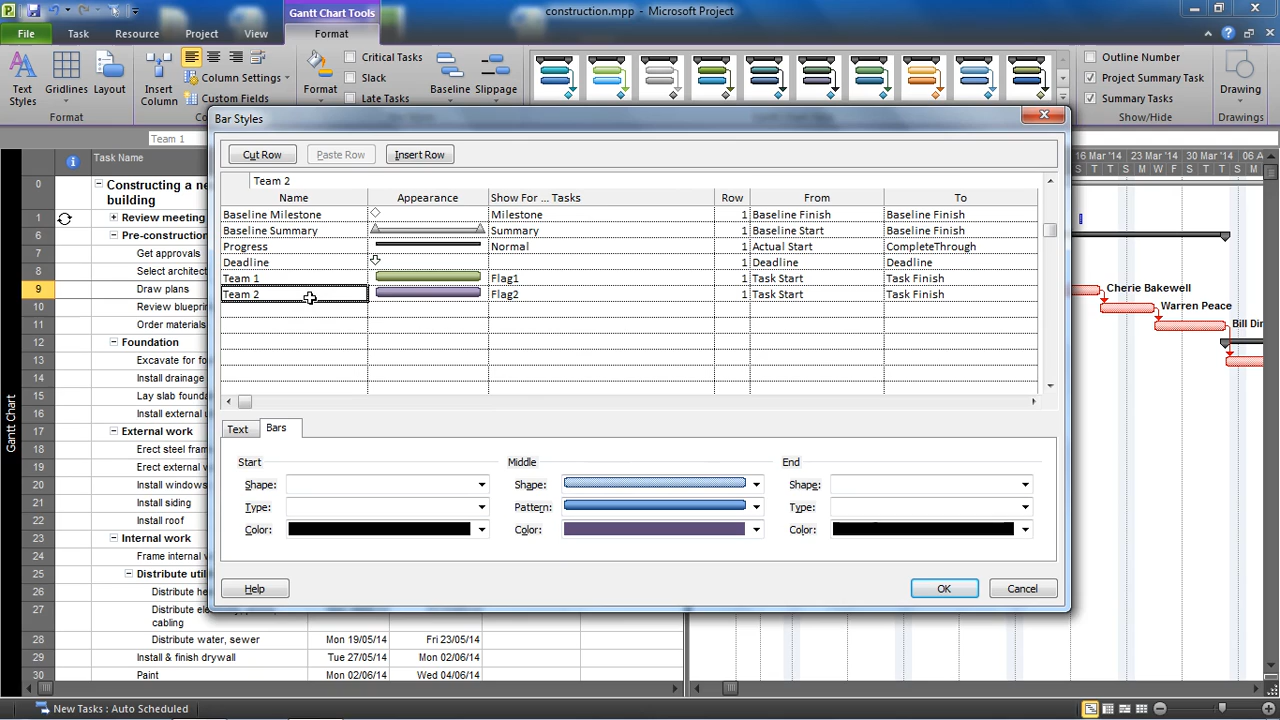 Gantt Chart Tools
construction.mpp - Microsoft Project
File Task Resource Project View Format
Text Styles
Gridlines
Layout
Format
Insert Column
Column Settings
Custom Fields
Format
Critical Tasks
Slack
Late Tasks
Baseline
Slippage
Outline Number
Project Summary Task
Summary Tasks
Show/Hide
Drawing
Drawings
Team 1
Bar Styles
Cut Row Paste Row Insert Row
Team 2
Name Appearance Show For ... Tasks Row From To
Baseline Milestone Milestone 1 Baseline Finish Baseline Finish
Baseline Summary Summary 1 Baseline Start Baseline Finish
Progress Normal 1 Actual Start CompleteThrough
Deadline 1 Deadline Deadline
Team 1 Flag1 1 Task Start Task Finish
Team 2 Flag2 1 Task Start Task Finish
Text Bars
Start Middle End
Shape: Shape: Shape:
Type: Pattern: Type:
Color: Color: Color:
Help OK Cancel
Gantt Chart
Task Name
0 Constructing a ne
building
1 Review meeting
6 Pre-construction
7 Get approvals
8 Select architect
9 Draw plans
10 Review blueprint
11 Order materials
12 Foundation
13 Excavate for fo
14 Install drainage
15 Lay slab founda
16 Install external u
17 External work
18 Erect steel fram
19 Erect external v
20 Install windows
21 Install siding
22 Install roof
23 Internal work
24 Frame internal w
25 Distribute utili
26 Distribute he
27 Distribute ele
cabling
28 Distribute water, sewer Mon 19/05/14 Fri 23/05/14
29 Install & finish drywall Tue 27/05/14 Mon 02/06/14
30 Paint Mon 02/06/14 Wed 04/06/14
16 Mar '14 23 Mar '14 30 Mar '14 06 A
T S W S T M F T S W S
Cherie Bakewell
Warren Peace
Bill Din
New Tasks : Auto Scheduled